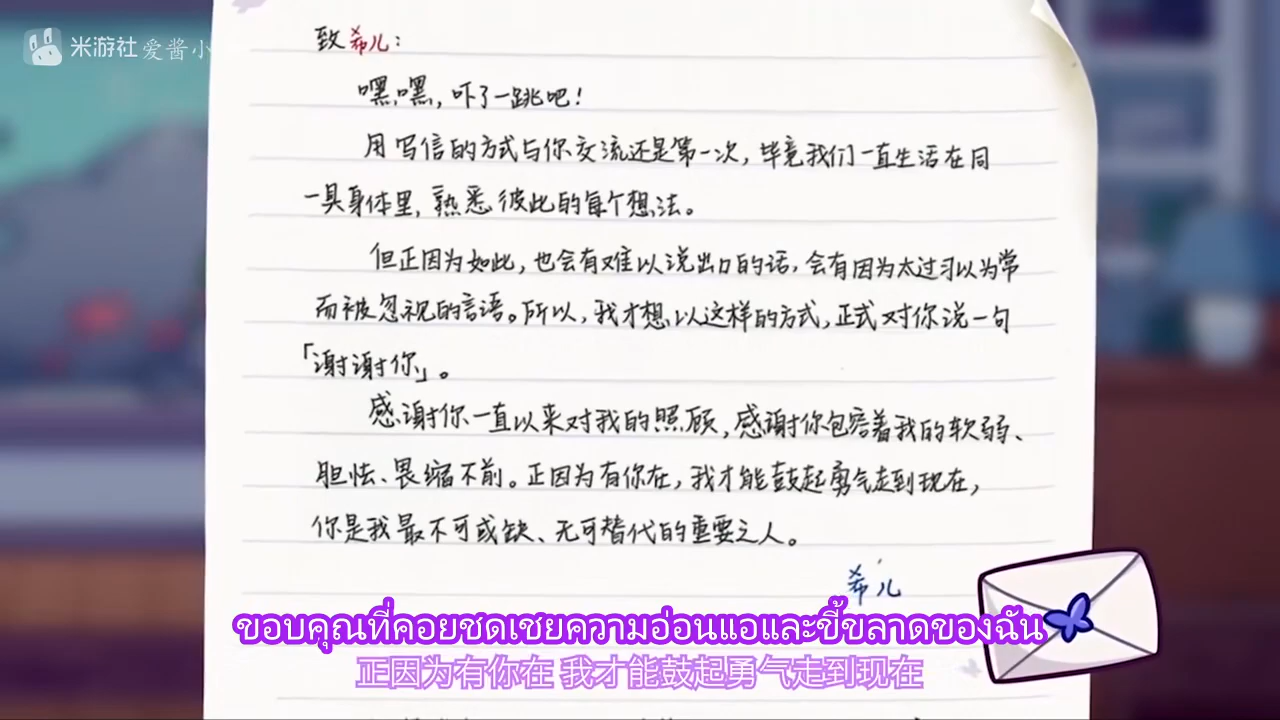 米游社 爱酱小
致希儿：
嘿嘿，吓了一跳吧！
用写信的方式与你交流还是第一次，毕竟我们一直生活在同
一具身体里，熟悉彼此的每个想法。
但正因为如此，也会有难以说出口的话，会有因为太过习以为常
而被忽视的言语。所以，我才想以这样的方式，正式对你说一句
「谢谢你」。
感谢你一直以来对我的照顾，感谢你包容着我的软弱、
胆怯、畏缩不前。正因为有你在，我才能鼓起勇气走到现在，
你是我最不可或缺、无可替代的重要之人。
希儿
ขอบคุณที่คอยชดเชยความอ่อนแอและขี้ขลาดของฉัน
正因为有你在 我才能鼓起勇气走到现在